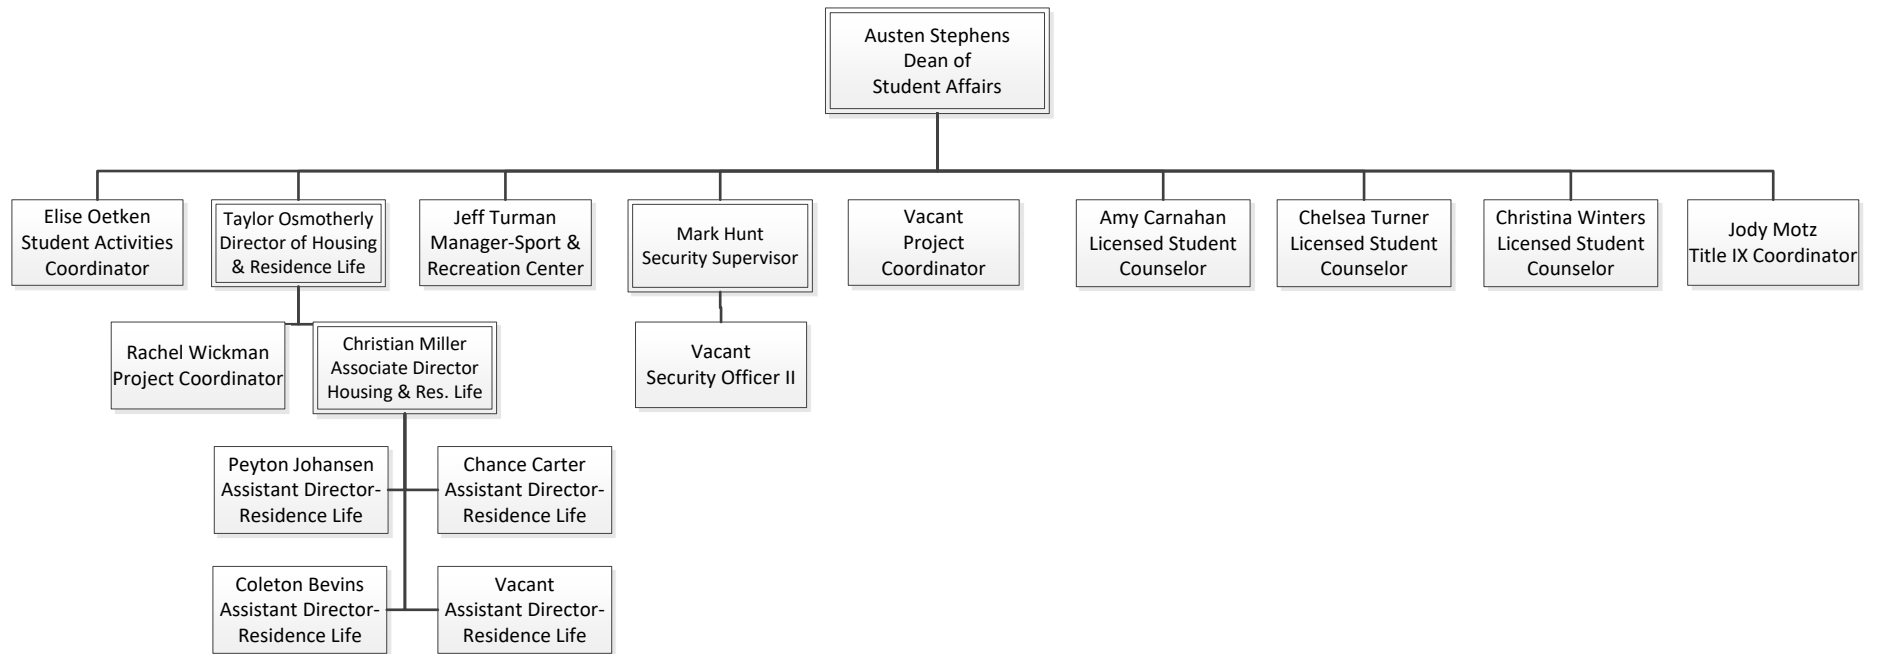 Austen Stephens
Dean of
Student Affairs
Elise Oetken
Student Activities
Coordinator
Taylor Osmotherly
Director of Housing
& Residence Life
Jeff Turman
Manager-Sport &
Recreation Center
Mark Hunt
Security Supervisor
Vacant
Project
Coordinator
Amy Carnahan
Licensed Student
Counselor
Chelsea Turner
Licensed Student
Counselor
Christina Winters
Licensed Student
Counselor
Jody Motz
Title IX Coordinator
Rachel Wickman
Project Coordinator
Christian Miller
Associate Director
Housing & Res. Life
Vacant
Security Officer II
Peyton Johansen
Assistant Director-
Residence Life
Chance Carter
Assistant Director-
Residence Life
Coleton Bevins
Assistant Director-
Residence Life
Vacant
Assistant Director-
Residence Life